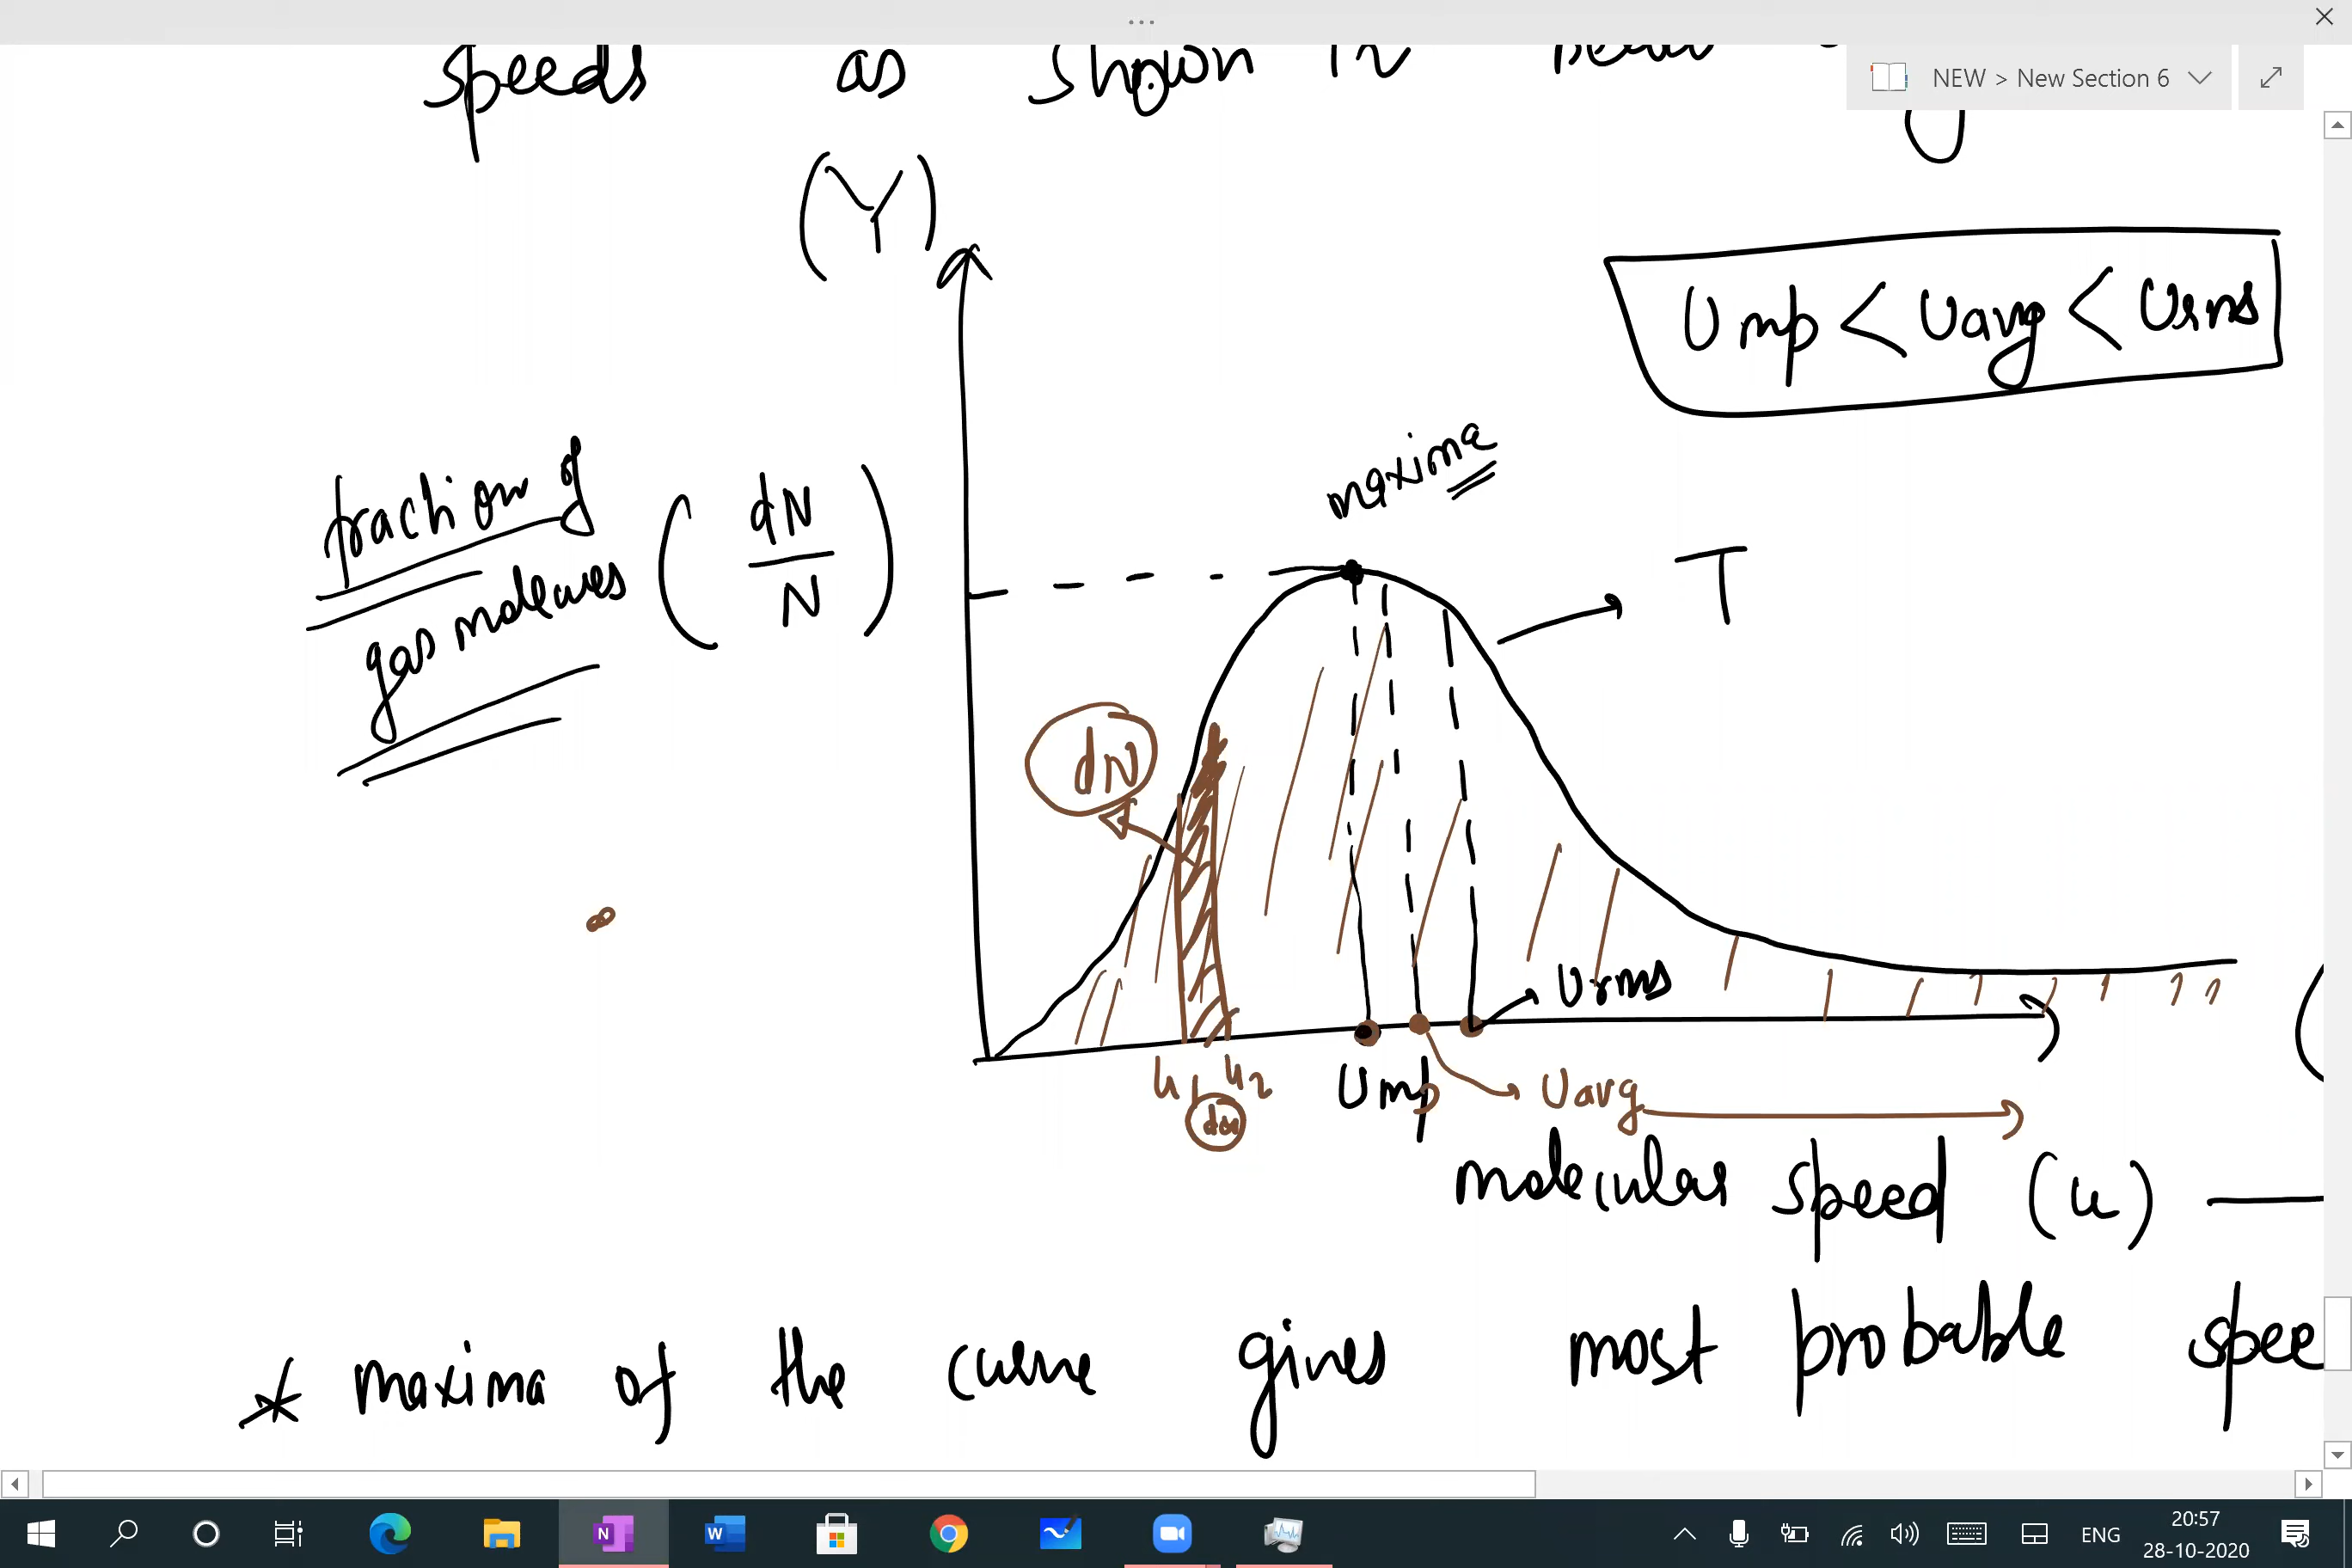 NEW > New Section 6
speeds as shown in
(Y)
Ump < Uavg < Urms
maxima
fraction of
gas molecules
( dN
N )
T
dN
Urms
u1 u2
du
Ump
Uavg
molecular speed (u)
* maxima of the curve gives most probable spee
N
W
ENG
20:57
28-10-2020